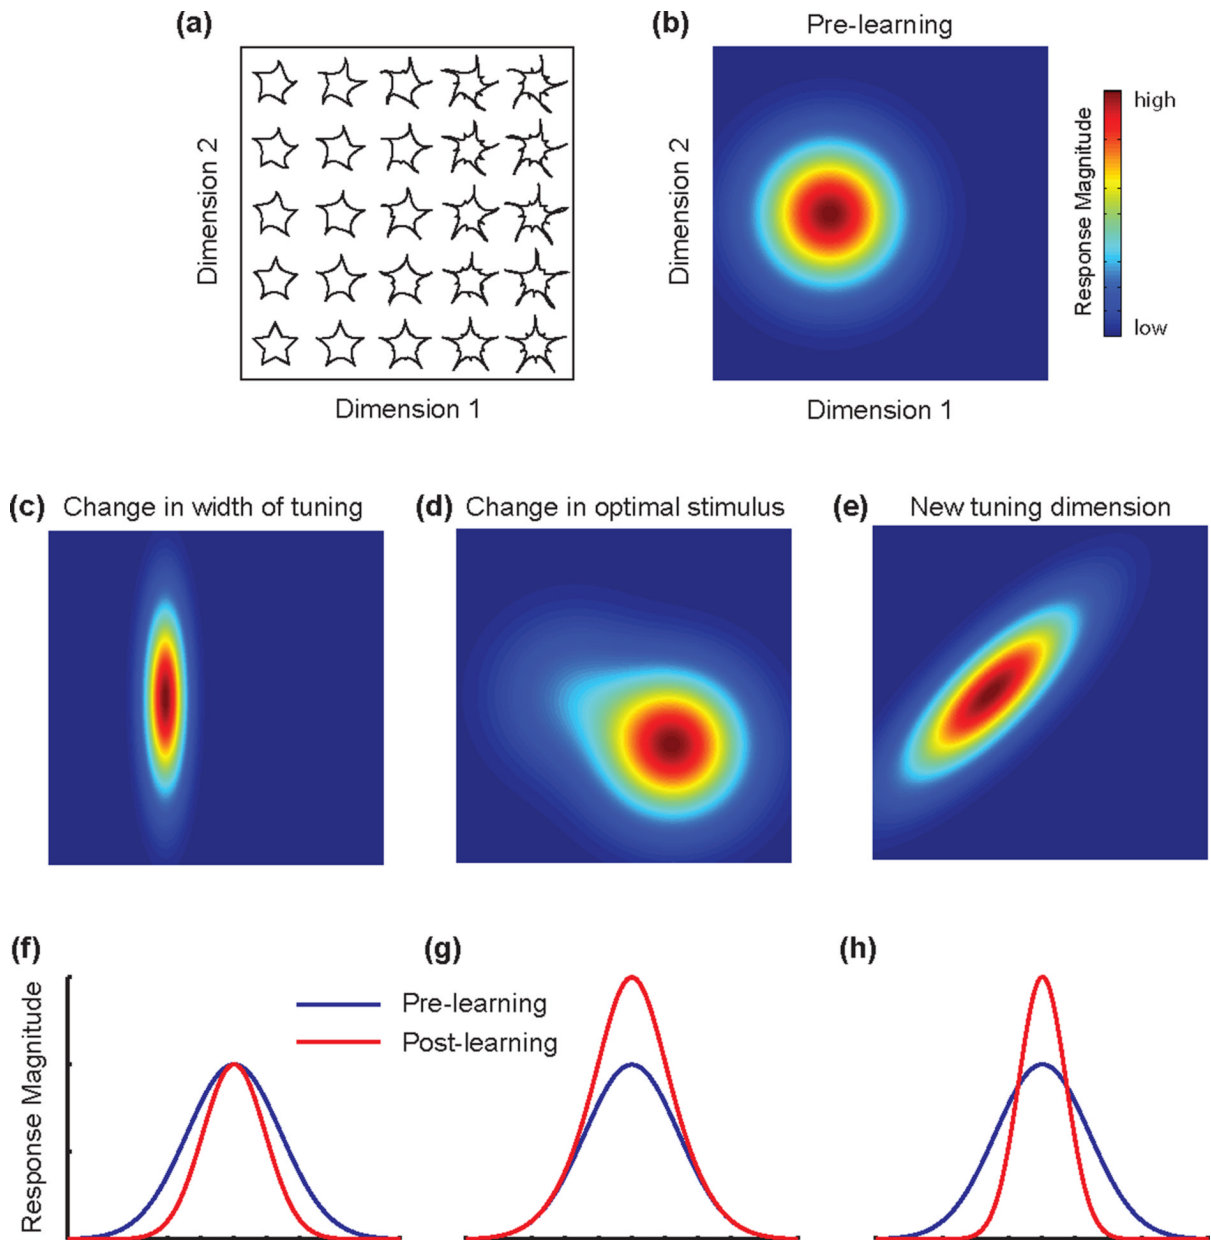 (a)
Dimension 2
Dimension 1
(b)
Pre-learning
Dimension 2
Dimension 1
high
Response Magnitude
low
(c)
Change in width of tuning
(d)
Change in optimal stimulus
(e)
New tuning dimension
(f)
(g)
(h)
Response Magnitude
Pre-learning
Post-learning